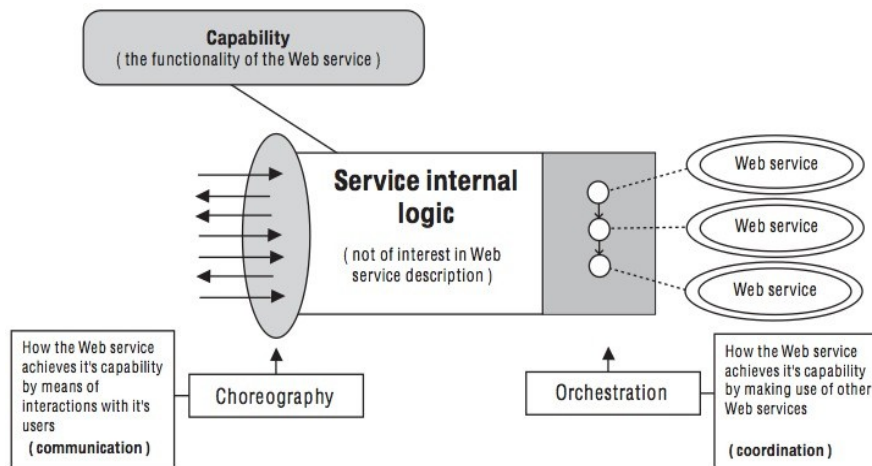 Capability
( the functionality of the Web service )
Service internal
logic
( not of interest in Web
service description )
Web service
Web service
Web service
How the Web service
achieves it's capability
by means of
interactions with it's
users
( communication )
Choreography
Orchestration
How the Web service
achieves it's capability
by making use of other
Web services
( coordination )